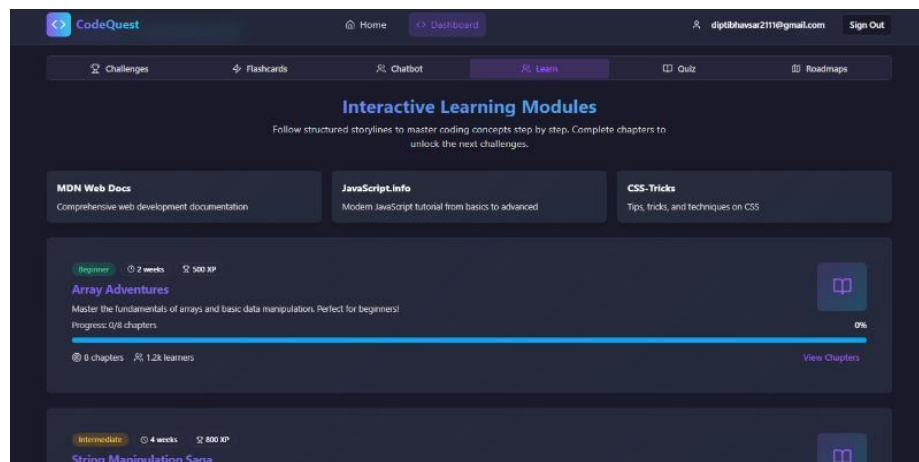 CodeQuest
Home
Dashboard
diptibhavsar2111@gmail.com
Sign Out
Challenges
Flashcards
Chatbot
Learn
Quiz
Roadmaps
Interactive Learning Modules
Follow structured storylines to master coding concepts step by step. Complete chapters to
unlock the next challenges.
MDN Web Docs
Comprehensive web development documentation
JavaScript.info
Modern JavaScript tutorial from basics to advanced
CSS-Tricks
Tips, tricks, and techniques on CSS
Beginner
2 weeks
500 XP
Array Adventures
Master the fundamentals of arrays and basic data manipulation. Perfect for beginners!
Progress: 0/8 chapters
0%
8 chapters
1.2k learners
View Chapters
Intermediate
4 weeks
800 XP
String Manipulation Saga